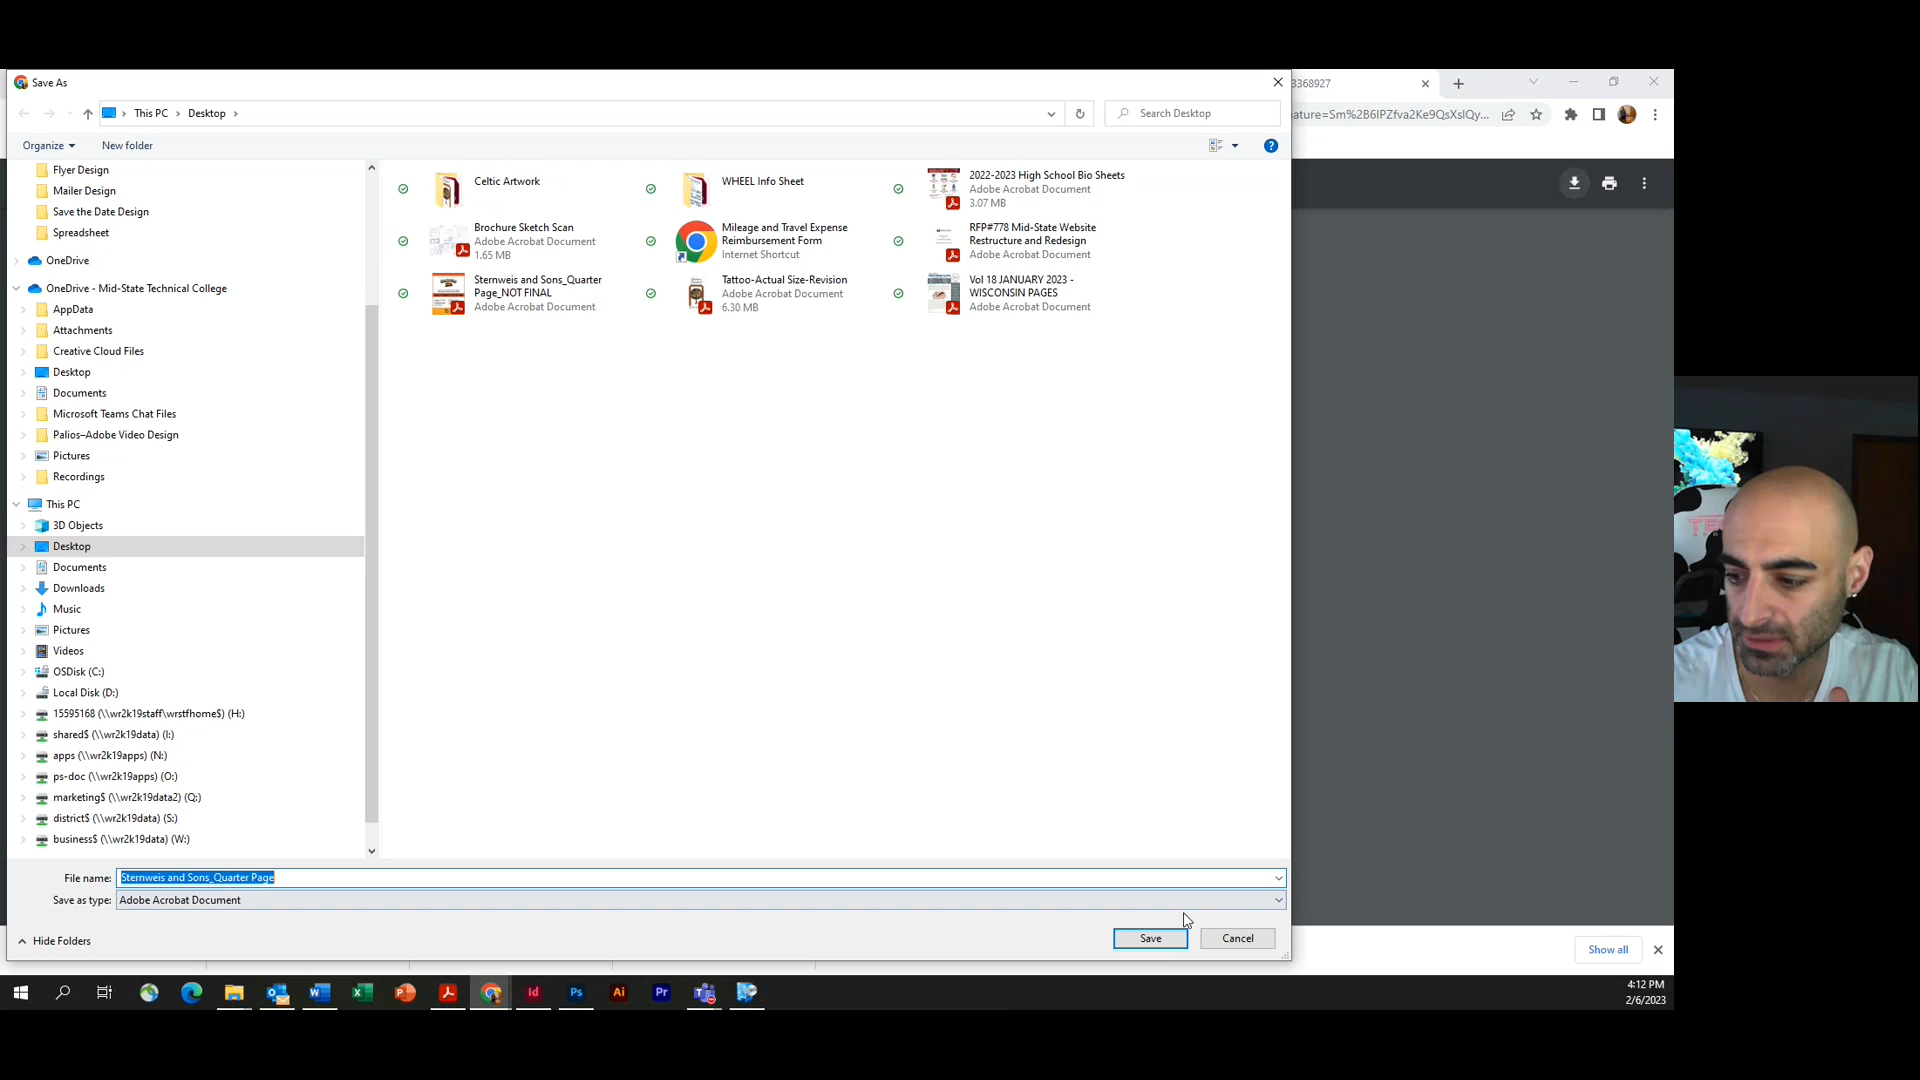 Save As
3368927
This PC
Desktop
Search Desktop
ature=Sm%2B6IPZfva2Ke9QsXslQy...
Organize
New folder
Flyer Design
Mailer Design
Save the Date Design
Spreadsheet
OneDrive
OneDrive - Mid-State Technical College
AppData
Attachments
Creative Cloud Files
Desktop
Documents
Microsoft Teams Chat Files
Palios–Adobe Video Design
Pictures
Recordings
This PC
3D Objects
Desktop
Documents
Downloads
Music
Pictures
Videos
OSDisk (C:)
Local Disk (D:)
15595168 (\\wr2k19staff\wrstfhome$) (H:)
shared$ (\\wr2k19data) (I:)
apps (\\wr2k19apps) (N:)
ps-doc (\\wr2k19apps) (O:)
marketing$ (\\wr2k19data2) (Q:)
district$ (\\wr2k19data) (S:)
business$ (\\wr2k19data) (W:)
Celtic Artwork
WHEEL Info Sheet
2022-2023 High School Bio Sheets
Adobe Acrobat Document
3.07 MB
Brochure Sketch Scan
Adobe Acrobat Document
1.65 MB
Mileage and Travel Expense
Reimbursement Form
Internet Shortcut
RFP#778 Mid-State Website
Restructure and Redesign
Adobe Acrobat Document
Sternweis and Sons_Quarter
Page_NOT FINAL
Adobe Acrobat Document
Tattoo-Actual Size-Revision
Adobe Acrobat Document
6.30 MB
Vol 18 JANUARY 2023 -
WISCONSIN PAGES
Adobe Acrobat Document
File name: Sternweis and Sons_Quarter Page
Save as type: Adobe Acrobat Document
Hide Folders
Save
Cancel
Show all
4:12 PM
2/6/2023